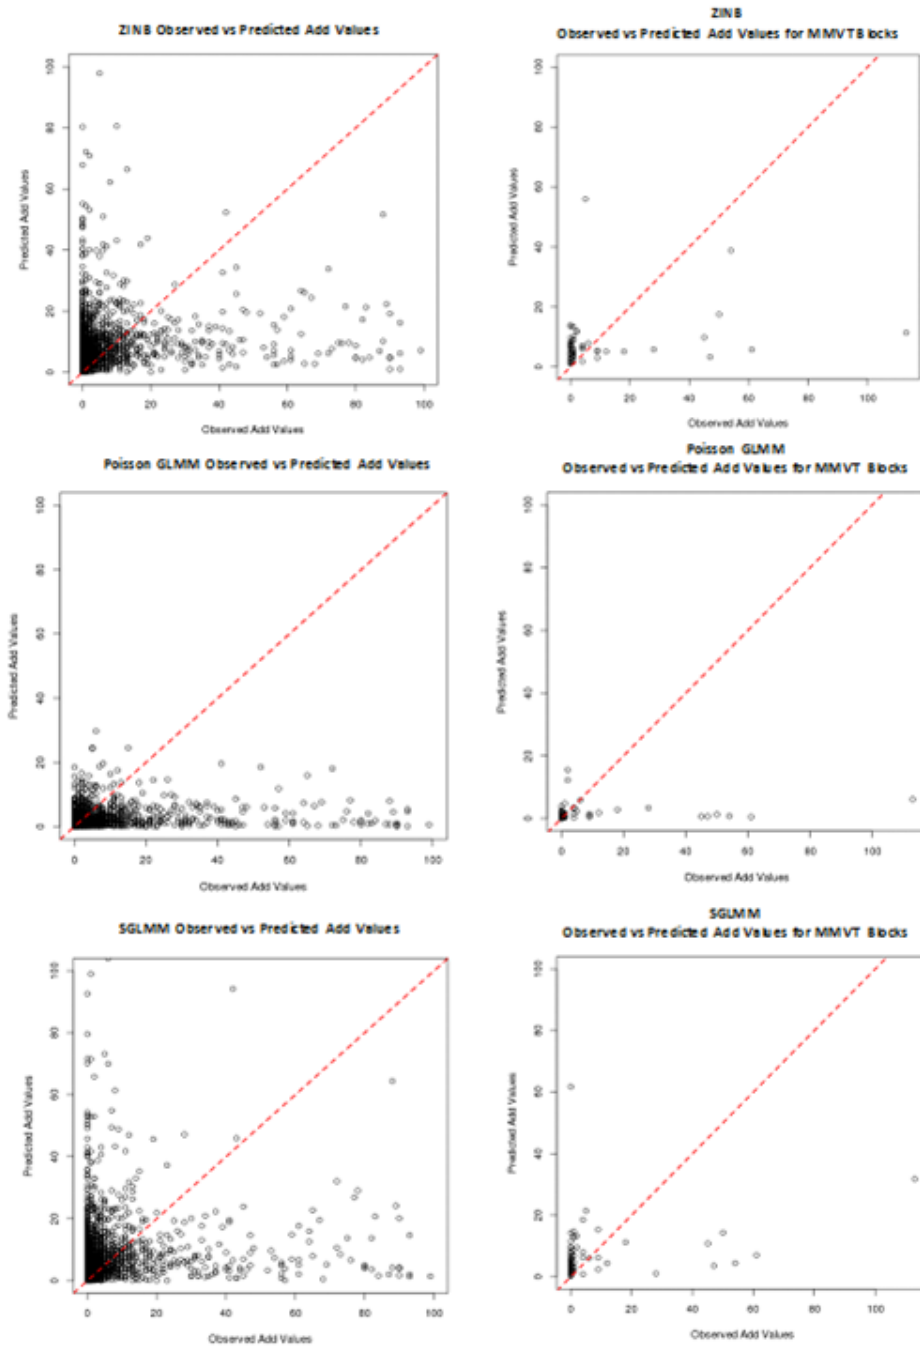 ZINB Observed vs Predicted Add Values
Predicted Add Values
100
80
60
40
20
0
0 20 40 60 80 100
Observed Add Values
ZINB
Observed vs Predicted Add Values for MMVT Blocks
Predicted Add Values
100
80
60
40
20
0
0 20 40 60 80 100
Observed Add Values
Poisson GLMM Observed vs Predicted Add Values
Predicted Add Values
100
80
60
40
20
0
0 20 40 60 80 100
Observed Add Values
Poisson GLMM
Observed vs Predicted Add Values for MMVT Blocks
Predicted Add Values
100
80
60
40
20
0
0 20 40 60 80 100
Observed Add Values
SGLMM Observed vs Predicted Add Values
Predicted Add Values
100
80
60
40
20
0
0 20 40 60 80 100
Observed Add Values
SGLMM
Observed vs Predicted Add Values for MMVT Blocks
Predicted Add Values
100
80
60
40
20
0
0 20 40 60 80 100
Observed Add Values